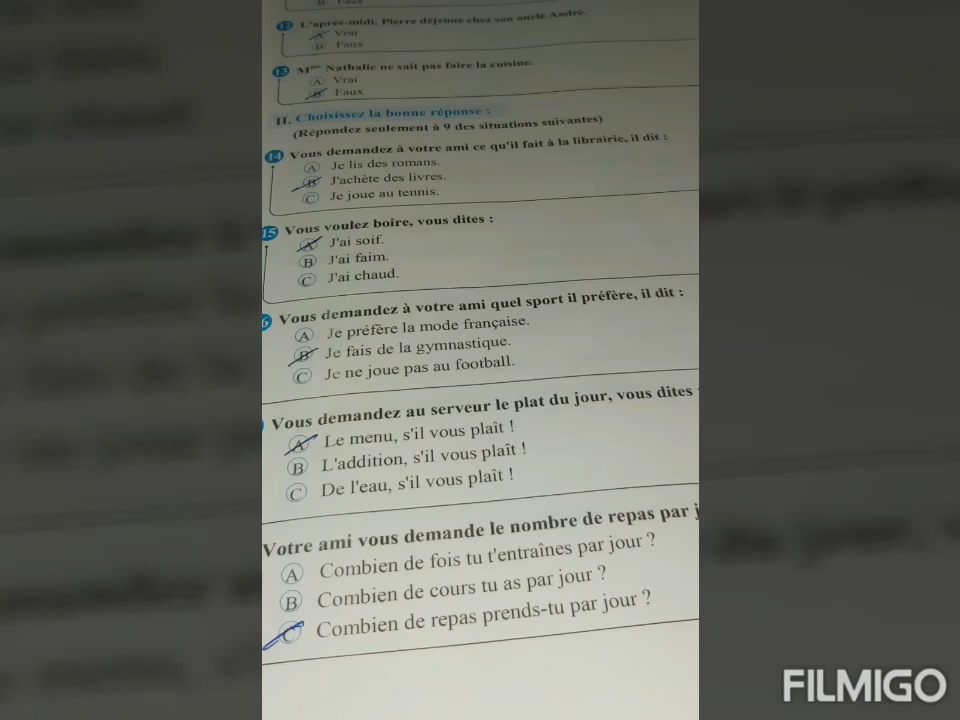 B Faux
12 L'après-midi, Pierre déjeune chez son oncle André.
A Vrai
B Faux
13 Mme Nathalie ne sait pas faire la cuisine.
A Vrai
B Faux
II. Choisissez la bonne réponse :
(Répondez seulement à 9 des situations suivantes)
14 Vous demandez à votre ami ce qu'il fait à la librairie, il dit :
A Je lis des romans.
B J'achète des livres.
C Je joue au tennis.
15 Vous voulez boire, vous dites :
A J'ai soif.
B J'ai faim.
C J'ai chaud.
6 Vous demandez à votre ami quel sport il préfère, il dit :
A Je préfère la mode française.
B Je fais de la gymnastique.
C Je ne joue pas au football.
Vous demandez au serveur le plat du jour, vous dites :
A Le menu, s'il vous plaît !
B L'addition, s'il vous plaît !
C De l'eau, s'il vous plaît !
Votre ami vous demande le nombre de repas par j
A Combien de fois tu t'entraînes par jour ?
B Combien de cours tu as par jour ?
C Combien de repas prends-tu par jour ?
FILMIGO